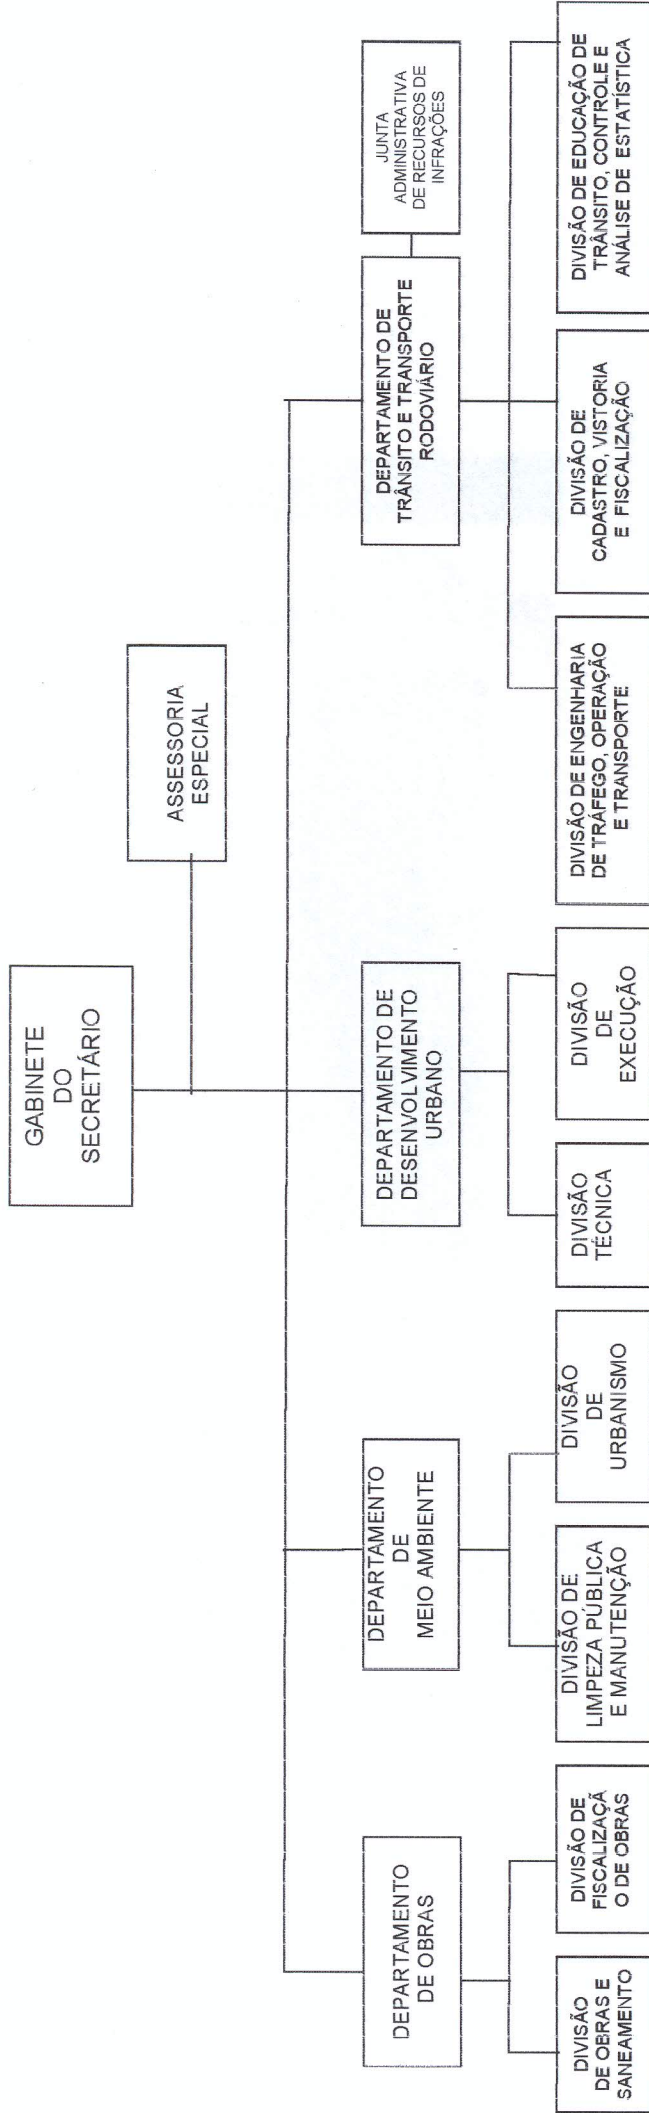 GABINETE
DO
SECRETÁRIO
ASSESSORIA
ESPECIAL
DEPARTAMENTO
DE OBRAS
DEPARTAMENTO
DE
MEIO AMBIENTE
DEPARTAMENTO DE
DESENVOLVIMENTO
URBANO
DEPARTAMENTO DE
TRÂNSITO E TRANSPORTE
RODOVIÁRIO
JUNTA
ADMINISTRATIVA
DE RECURSOS DE
INFRAÇÕES
DIVISÃO
DE OBRAS E
SANEAMENTO
DIVISÃO DE
FISCALIZAÇÃ
O DE OBRAS
DIVISÃO DE
LIMPEZA PÚBLICA
E MANUTENÇÃO
DIVISÃO
DE
URBANISMO
DIVISÃO
TÉCNICA
DIVISÃO
DE
EXECUÇÃO
DIVISÃO DE ENGENHARIA
DE TRÁFEGO, OPERAÇÃO
E TRANSPORTE
DIVISÃO DE
CADASTRO, VISTORIA
E FISCALIZAÇÃO
DIVISÃO DE EDUCAÇÃO DE
TRÂNSITO, CONTROLE E
ANÁLISE DE ESTATÍSTICA